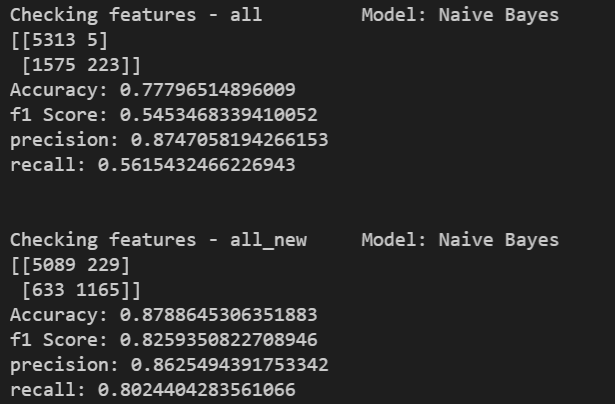 Checking features - all Model: Naive Bayes
[[5313 5]
[1575 223]]
Accuracy: 0.77796514896009
f1 Score: 0.5453468339410052
precision: 0.8747058194266153
recall: 0.5615432466226943
Checking features - all_new Model: Naive Bayes
[[5089 229]
[633 1165]]
Accuracy: 0.8788645306351883
f1 Score: 0.8259350822708946
precision: 0.8625494391753342
recall: 0.8024404283561066